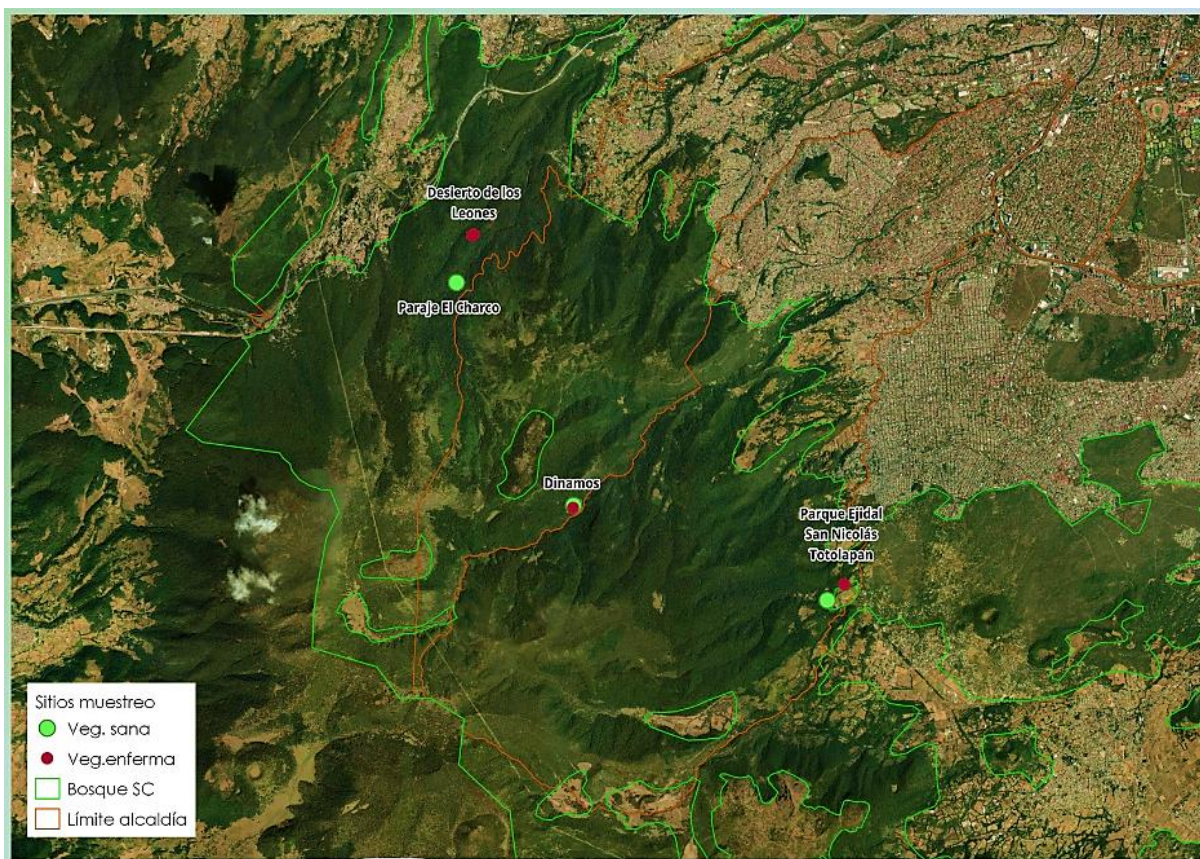 Desierto de los
Leones
Paraje El Charco
Dinamos
Parque Ejidal
San Nicolás
Totolapan
Sitios muestreo
Veg. sana
Veg.enferma
Bosque SC
Límite alcaldía